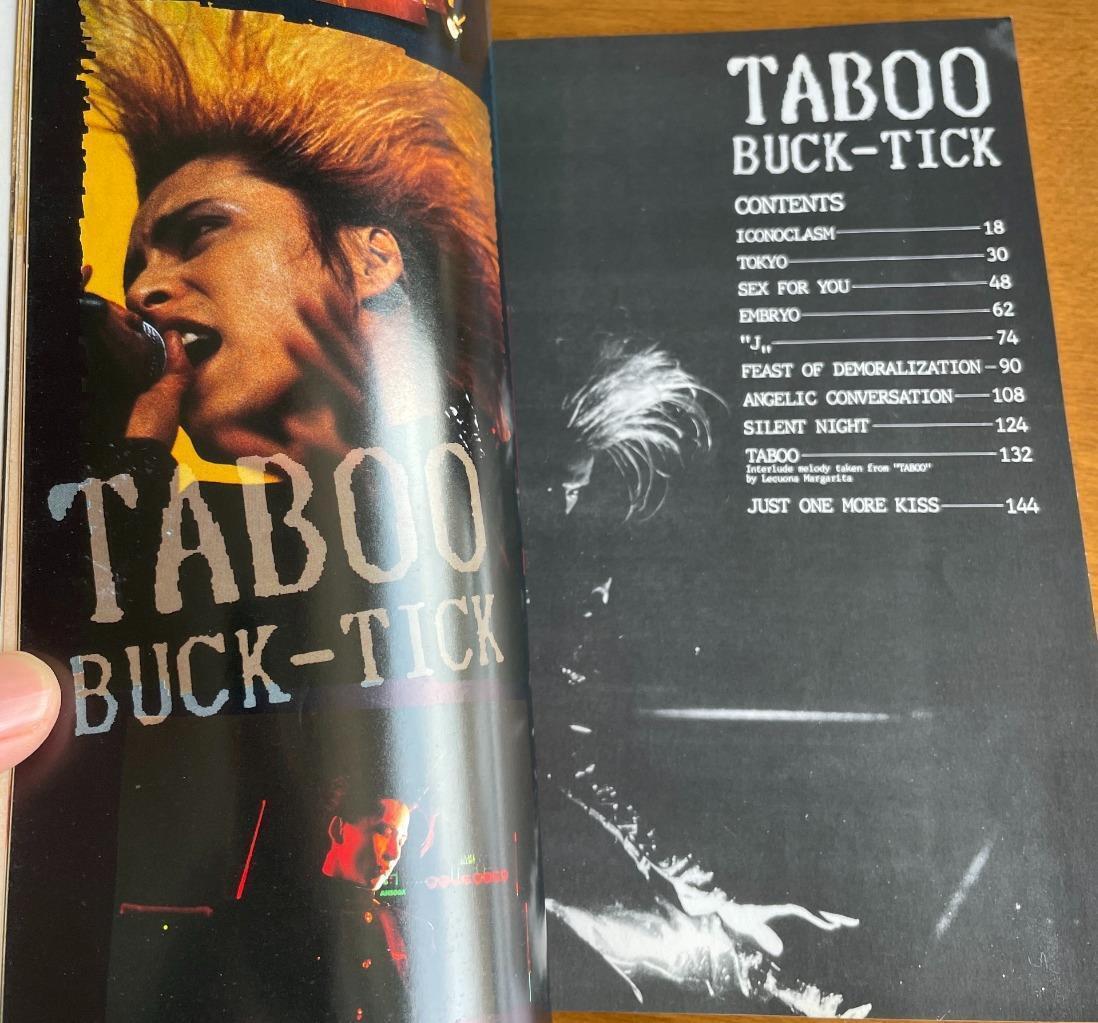 TABOO
BUCK-TICK
TABOO
BUCK-TICK
CONTENTS
ICONOCLASM 18
TOKYO 30
SEX FOR YOU 48
EMBRYO 62
"J„ 74
FEAST OF DEMORALIZATION 90
ANGELIC CONVERSATION 108
SILENT NIGHT 124
TABOO 132
Interlude melody taken from "TABOO"
by Lecuona Margarita
JUST ONE MORE KISS 144